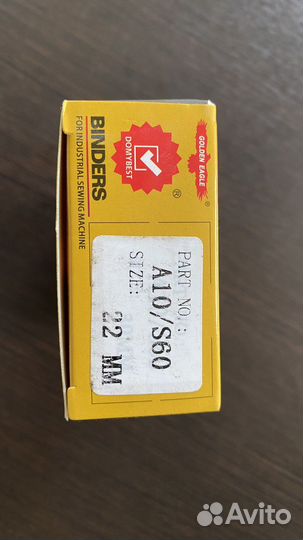 GOLDEN EAGLE
®
DOMYBEST
®
BINDERS
FOR INDUSTRIAL SEWING MACHINE
PART NO.:
A10/S60
SIZE:
22 MM
Avito